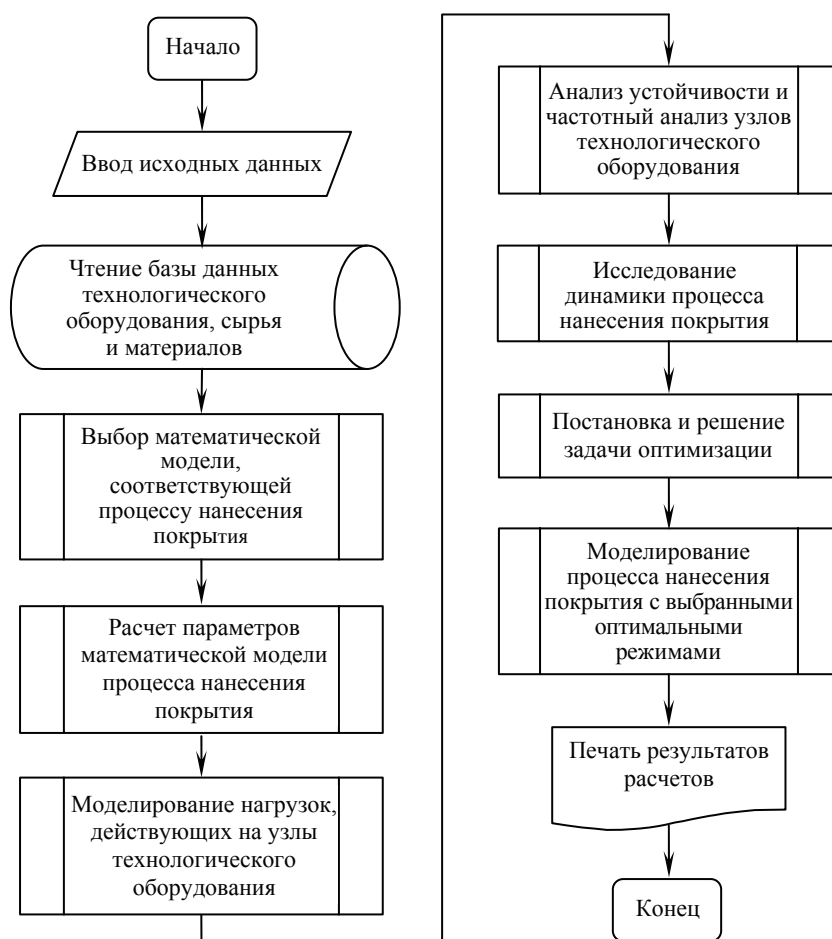 Начало
Ввод исходных данных
Чтение базы данных
технологического
оборудования, сырья
и материалов
Выбор математической
модели,
соответствующей
процессу нанесения
покрытия
Расчет параметров
математической модели
процесса нанесения
покрытия
Моделирование нагрузок,
действующих на узлы
технологического
оборудования
Анализ устойчивости и
частотный анализ узлов
технологического
оборудования
Исследование
динамики процесса
нанесения покрытия
Постановка и решение
задачи оптимизации
Моделирование
процесса нанесения
покрытия с выбранными
оптимальными
режимами
Печать результатов
расчетов
Конец